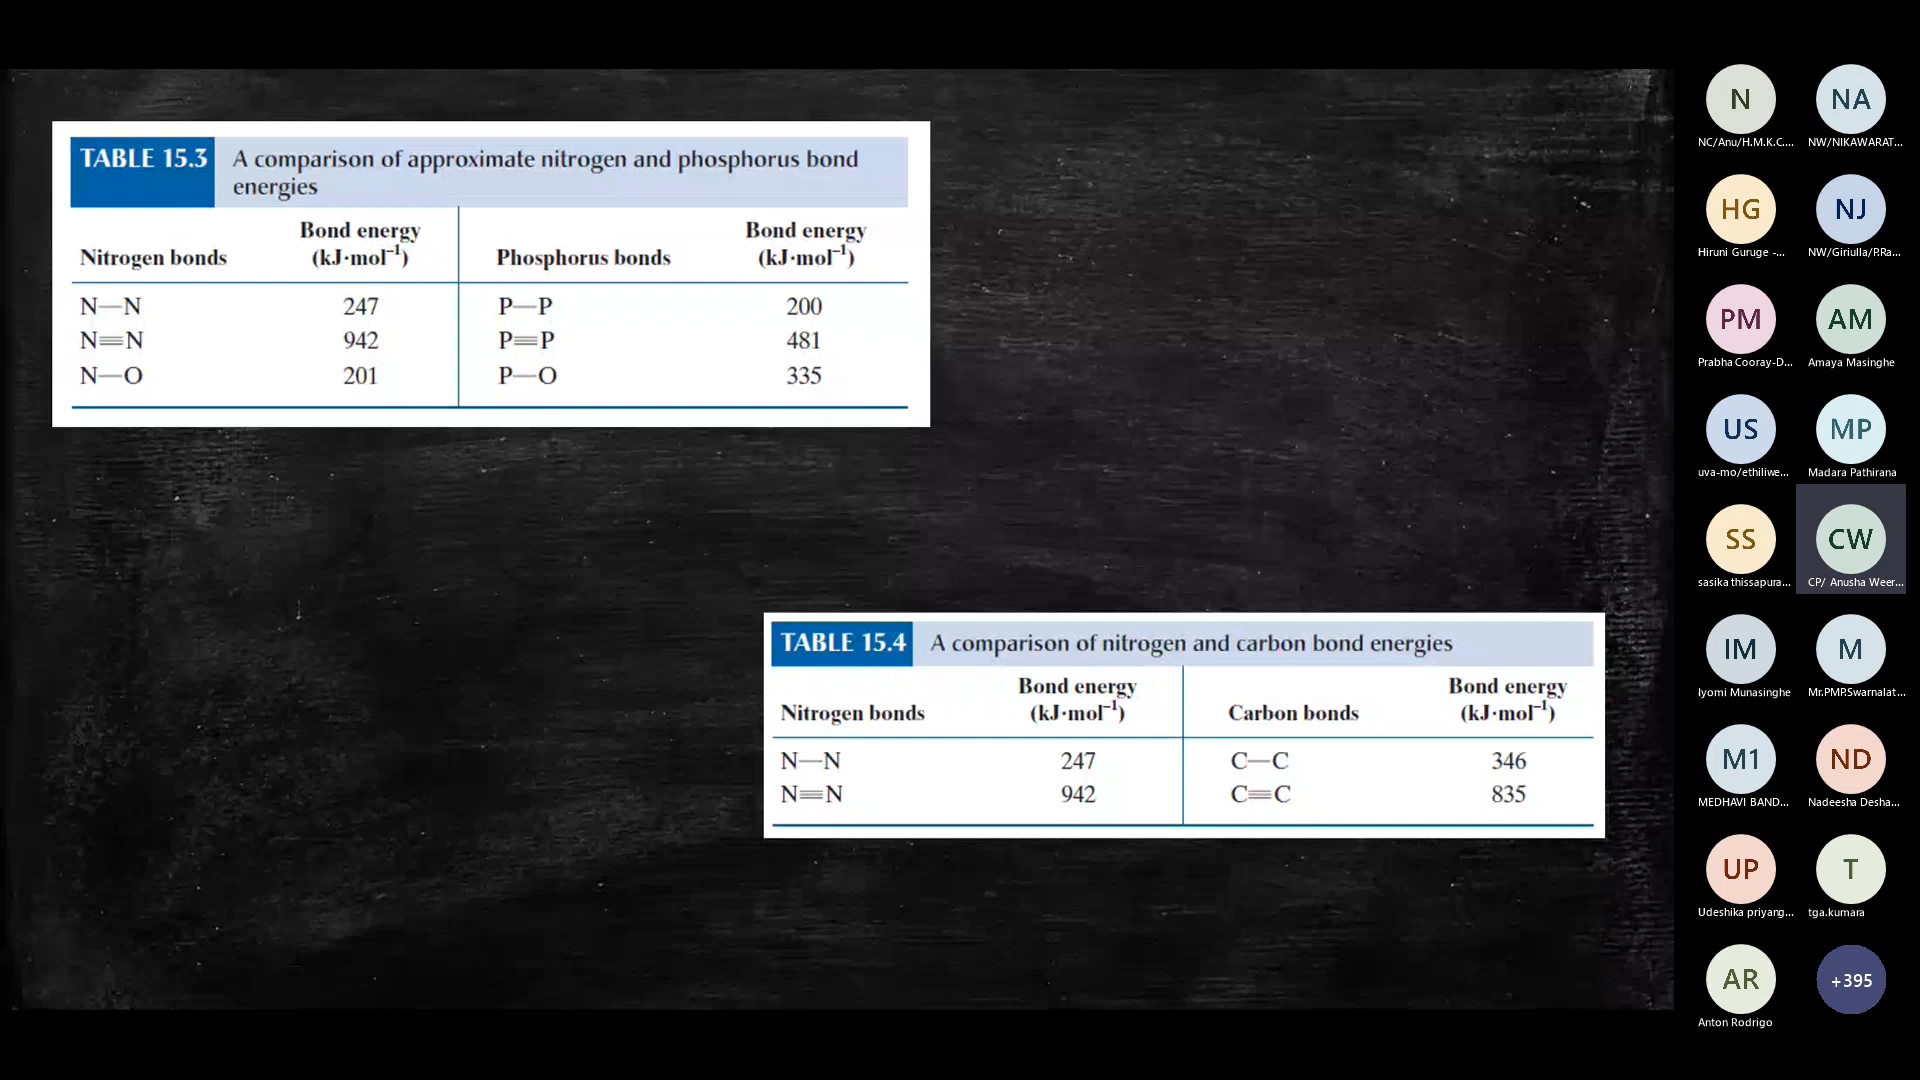 TABLE 15.3 A comparison of approximate nitrogen and phosphorus bond
energies
Nitrogen bonds Bond energy (kJ·mol⁻¹) Phosphorus bonds Bond energy (kJ·mol⁻¹)
N—N 247 P—P 200
N≡N 942 P≡P 481
N—O 201 P—O 335
TABLE 15.4 A comparison of nitrogen and carbon bond energies
Nitrogen bonds Bond energy (kJ·mol⁻¹) Carbon bonds Bond energy (kJ·mol⁻¹)
N—N 247 C—C 346
N≡N 942 C≡C 835
N NA
NC/Anu/H.M.K.C.... NW/NIKAWARAT...
HG NJ
Hiruni Guruge -... NW/Giriulla/P.Ra...
PM AM
Prabha Cooray-D... Amaya Masinghe
US MP
uva-mo/ethiliwe... Madara Pathirana
SS CW
sasika thissapura... CP/ Anusha Weer...
IM M
Iyomi Munasinghe Mr.PMP.Swarnalat...
M1 ND
MEDHAVI BAND... Nadeesha Desha...
UP T
Udeshika priyang... tga.kumara
AR +395
Anton Rodrigo